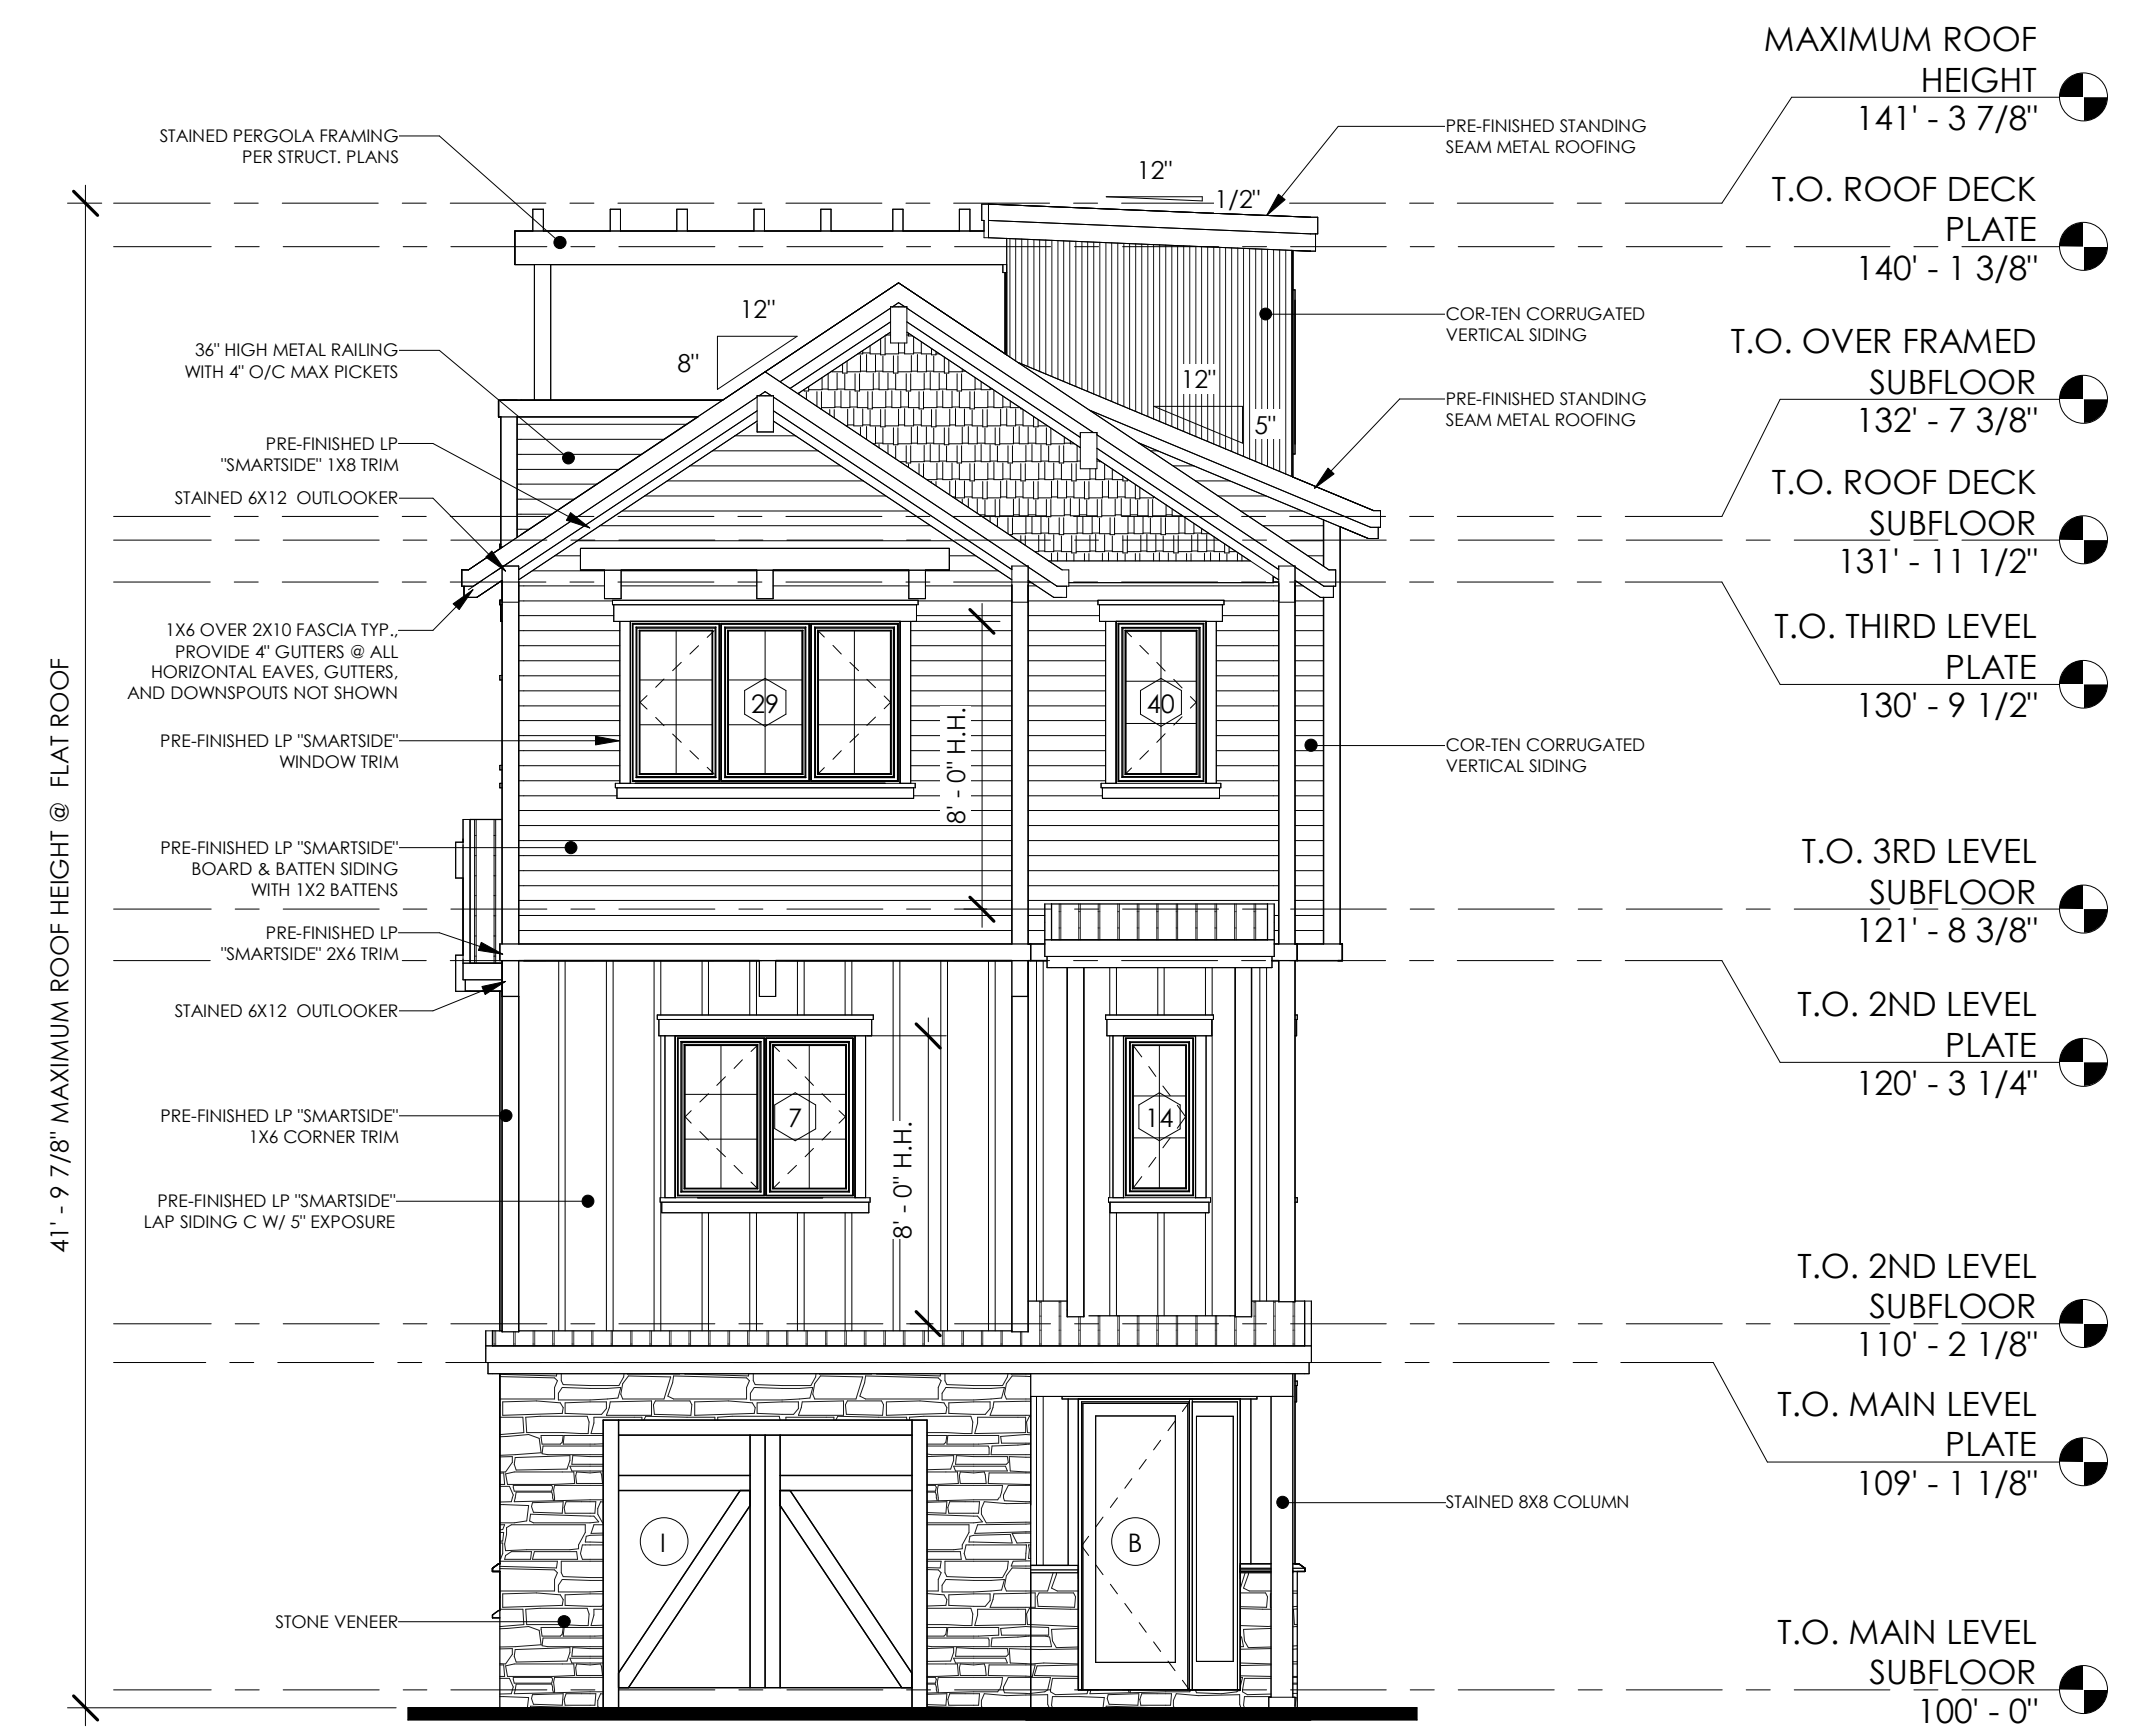 STAINED PERGOLA FRAMING
PER STRUCT. PLANS
36" HIGH METAL RAILING
WITH 4" O/C MAX PICKETS
PRE-FINISHED LP
"SMARTSIDE" 1X8 TRIM
STAINED 6X12 OUTLOOKER
1X6 OVER 2X10 FASCIA TYP.,
PROVIDE 4" GUTTERS @ ALL
HORIZONTAL EAVES, GUTTERS,
AND DOWNSPOUTS NOT SHOWN
PRE-FINISHED LP "SMARTSIDE"
WINDOW TRIM
PRE-FINISHED LP "SMARTSIDE"
BOARD & BATTEN SIDING
WITH 1X2 BATTENS
PRE-FINISHED LP
"SMARTSIDE" 2X6 TRIM
STAINED 6X12 OUTLOOKER
PRE-FINISHED LP "SMARTSIDE"
1X6 CORNER TRIM
PRE-FINISHED LP "SMARTSIDE"
LAP SIDING C W/ 5" EXPOSURE
STONE VENEER
41' - 9 7/8" MAXIMUM ROOF HEIGHT @ FLAT ROOF
12"
1/2"
12"
8"
12"
5"
29
40
8' - 0" H.H.
7
14
8' - 0" H.H.
I
B
PRE-FINISHED STANDING
SEAM METAL ROOFING
COR-TEN CORRUGATED
VERTICAL SIDING
PRE-FINISHED STANDING
SEAM METAL ROOFING
COR-TEN CORRUGATED
VERTICAL SIDING
STAINED 8X8 COLUMN
MAXIMUM ROOF
HEIGHT
141' - 3 7/8"
T.O. ROOF DECK
PLATE
140' - 1 3/8"
T.O. OVER FRAMED
SUBFLOOR
132' - 7 3/8"
T.O. ROOF DECK
SUBFLOOR
131' - 11 1/2"
T.O. THIRD LEVEL
PLATE
130' - 9 1/2"
T.O. 3RD LEVEL
SUBFLOOR
121' - 8 3/8"
T.O. 2ND LEVEL
PLATE
120' - 3 1/4"
T.O. 2ND LEVEL
SUBFLOOR
110' - 2 1/8"
T.O. MAIN LEVEL
PLATE
109' - 1 1/8"
T.O. MAIN LEVEL
SUBFLOOR
100' - 0"